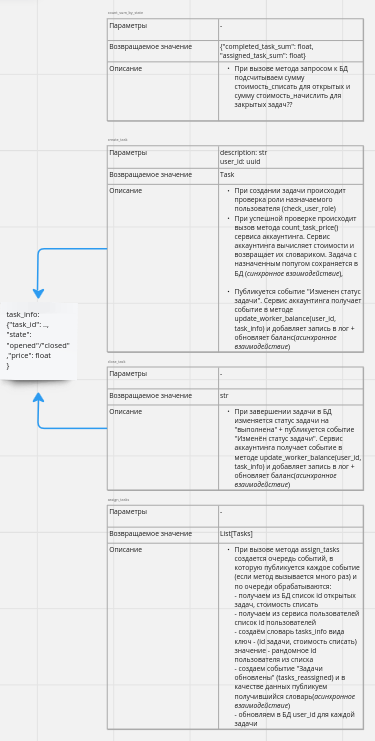 count_sum_by_state
Параметры -
Возвращаемое значение {"completed_task_sum": float,
"assigned_task_sum": float}
Описание • При вызове метода запросом к БД
подсчитываем сумму
стоимость_списать для открытых и
сумму стоимость_начислить для
закрытых задач??
create_task
Параметры description: str
user_id: uuid
Возвращаемое значение Task
Описание • При создании задачи происходит
проверка роли назначаемого
пользователя (check_user_role)
• При успешной проверке происходит
вызов метода count_task_price()
сервиса аккаунтинга. Сервис
аккаунтинга вычисляет стоимости и
возвращает их словариком. Задача с
назначенным попугом сохраняется в
БД (синхронное взаимодействие),
• Публикуется событие "Изменен статус
задачи". Сервис аккаунтинга получает
событие в методе
update_worker_balance(user_id,
task_info) и добавляет запись в лог +
обновляет баланс(асинхронное
взаимодействие)
task_info:
{"task_id": ..,
"state":
"opened"/"closed"
,"price": float
}
close_task
Параметры -
Возвращаемое значение str
Описание • При завершении задачи в БД
изменяется статус задачи на
"выполнена" + публикуется событие
"Изменён статус задачи". Сервис
аккаунтинга получает событие в
методе update_worker_balance(user_id,
task_info) и добавляет запись в лог +
обновляет баланс(асинхронное
взаимодействие)
assign_tasks
Параметры -
Возвращаемое значение List[Tasks]
Описание • При вызове метода assign_tasks
создается очередь событий, в
которую публикуется каждое событие
(если метод вызывается много раз) и
по очереди обрабатываются:
- получаем из БД список id открытых
задач, стоимость списать
- получаем из сервиса пользователей
список id пользователей
- создаём словарь tasks_info вида
ключ - (id задачи, стоимость списать)
значение - рандомное id
пользователя из списка
- создаем событие "Задачи
обновлены" (tasks_reassigned) и в
качестве данных публикуем
получившийся словарь(асинхронное
взаимодействие)
- обновляем в БД user_id для каждой
задачи